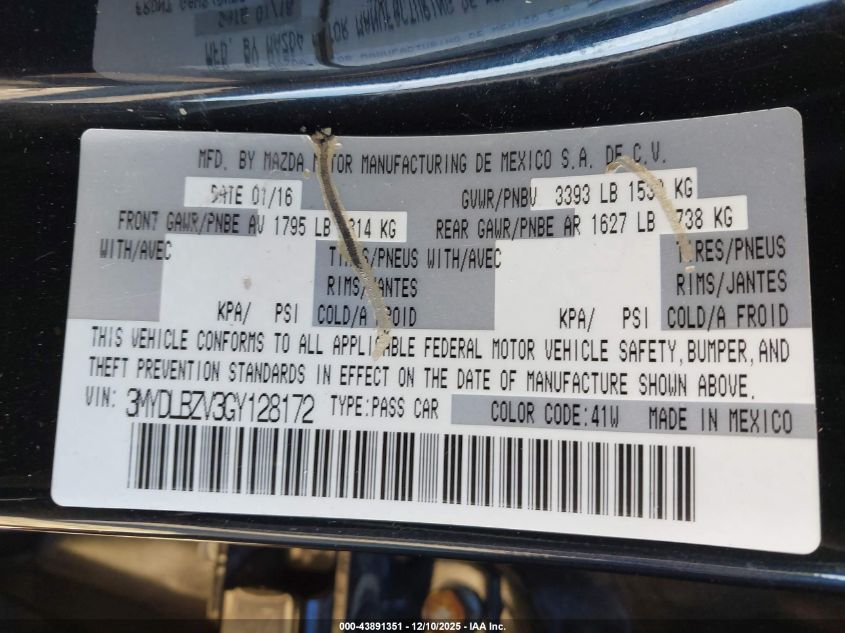 MFD. BY MAZDA MOTOR MANUFACTURING DE MEXICO S.A. DE C.V.
DATE 01/16 GVWR/PNBV 3393 LB KG
FRONT GAWR/PNBE AV 1795 LB KG REAR GAWR/PNBE AR 1627 LB KG
WITH/AVEC TIRES/PNEUS WITH/AVEC TIRES/PNEUS
RIMS/JANTES RIMS/JANTES
KPA/ PSI COLD/A FROID KPA/ PSI COLD/A FROID
THIS VEHICLE CONFORMS TO ALL APPLICABLE FEDERAL MOTOR VEHICLE SAFETY, BUMPER, AND
THEFT PREVENTION STANDARDS IN EFFECT ON THE DATE OF MANUFACTURE SHOWN ABOVE.
VIN: 3MYDLBZV3GY128172 TYPE:PASS CAR COLOR CODE:41W MADE IN MEXICO
000-43891351 • 12/10/2025 • IAA Inc.